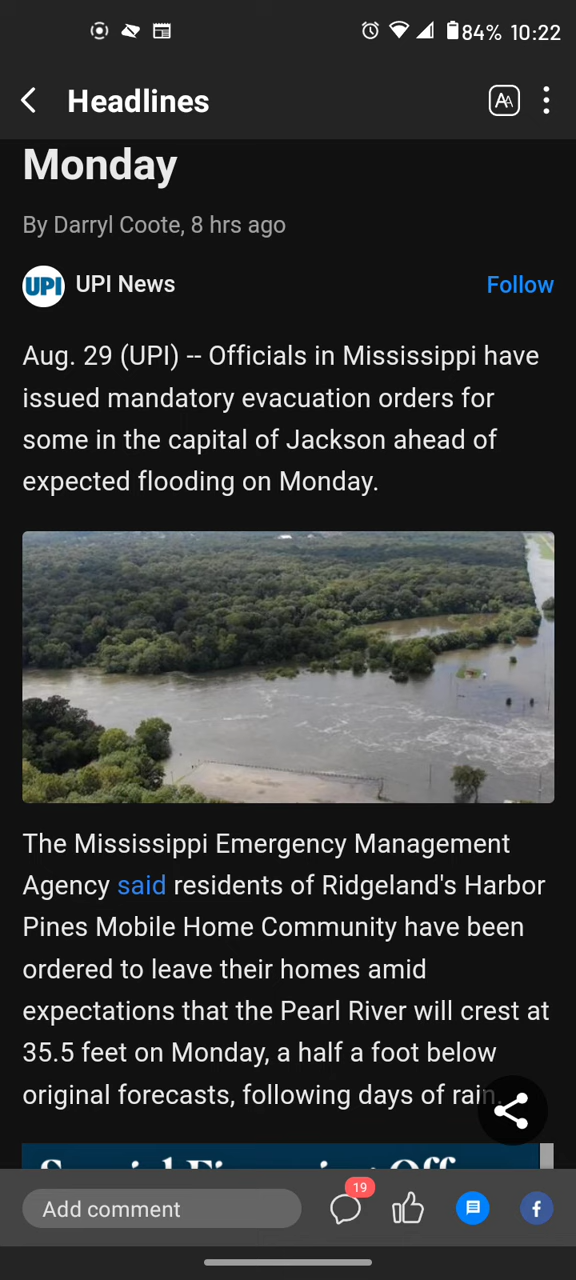 84% 10:22
Headlines
AA
Monday
By Darryl Coote, 8 hrs ago
UPI
UPI News
Follow
Aug. 29 (UPI) -- Officials in Mississippi have
issued mandatory evacuation orders for
some in the capital of Jackson ahead of
expected flooding on Monday.
The Mississippi Emergency Management
Agency said residents of Ridgeland's Harbor
Pines Mobile Home Community have been
ordered to leave their homes amid
expectations that the Pearl River will crest at
35.5 feet on Monday, a half a foot below
original forecasts, following days of rain.
19
Add comment
f